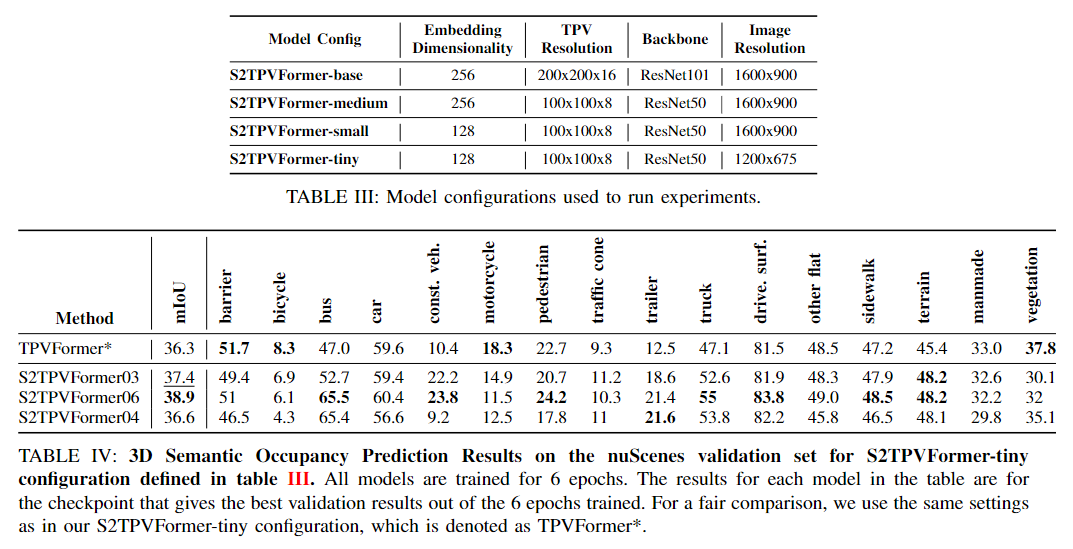 Model Config Embedding Dimensionality TPV Resolution Backbone Image Resolution
S2TPVFormer-base 256 200x200x16 ResNet101 1600x900
S2TPVFormer-medium 256 100x100x8 ResNet50 1600x900
S2TPVFormer-small 128 100x100x8 ResNet50 1600x900
S2TPVFormer-tiny 128 100x100x8 ResNet50 1200x675
TABLE III: Model configurations used to run experiments.
Method mIoU barrier bicycle bus car const. veh. motorcycle pedestrian traffic cone trailer truck drive. surf. other flat sidewalk terrain manmade vegetation
TPVFormer* 36.3 51.7 8.3 47.0 59.6 10.4 18.3 22.7 9.3 12.5 47.1 81.5 48.5 47.2 45.4 33.0 37.8
S2TPVFormer03 37.4 49.4 6.9 52.7 59.4 22.2 14.9 20.7 11.2 18.6 52.6 81.9 48.3 47.9 48.2 32.6 30.1
S2TPVFormer06 38.9 51 6.1 65.5 60.4 23.8 11.5 24.2 10.3 21.4 55 83.8 49.0 48.5 48.2 32.2 32
S2TPVFormer04 36.6 46.5 4.3 65.4 56.6 9.2 12.5 17.8 11 21.6 53.8 82.2 45.8 46.5 48.1 29.8 35.1
TABLE IV: 3D Semantic Occupancy Prediction Results on the nuScenes validation set for S2TPVFormer-tiny
configuration defined in table III. All models are trained for 6 epochs. The results for each model in the table are for
the checkpoint that gives the best validation results out of the 6 epochs trained. For a fair comparison, we use the same settings
as in our S2TPVFormer-tiny configuration, which is denoted as TPVFormer*.